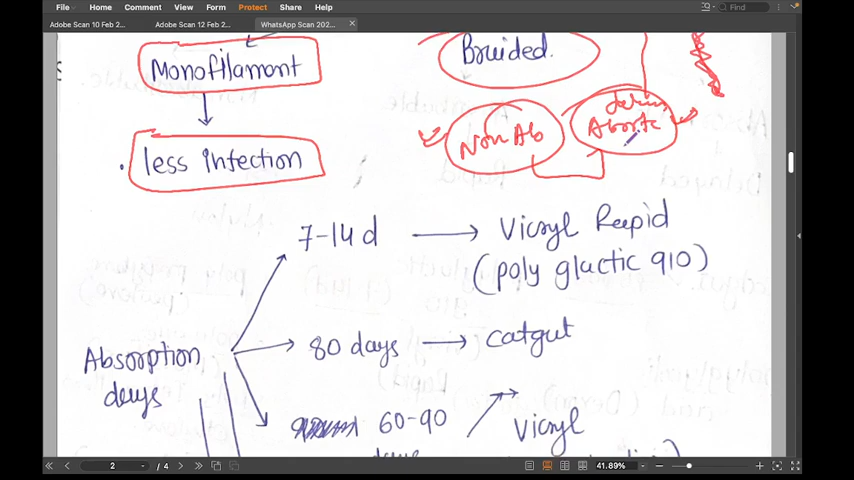 File Home Comment View Form Protect Share Help Find
Adobe Scan 10 Feb 2... Adobe Scan 12 Feb 2... WhatsApp Scan 202...
Monofilament
Bruided.
less infection
Non Ab
7-14 d → Vicryl Rapid
(poly glactic 910)
80 days → catgut
Absorption
days
60-90
Vicryl
2 / 4 41.89%